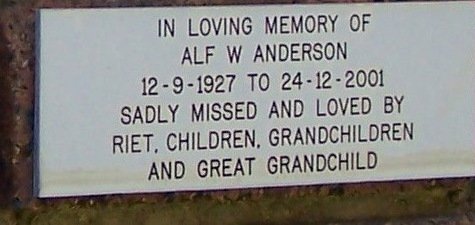 IN LOVING MEMORY OF
ALF W ANDERSON
12-9-1927 TO 24-12-2001
SADLY MISSED AND LOVED BY
RIET, CHILDREN, GRANDCHILDREN
AND GREAT GRANDCHILD